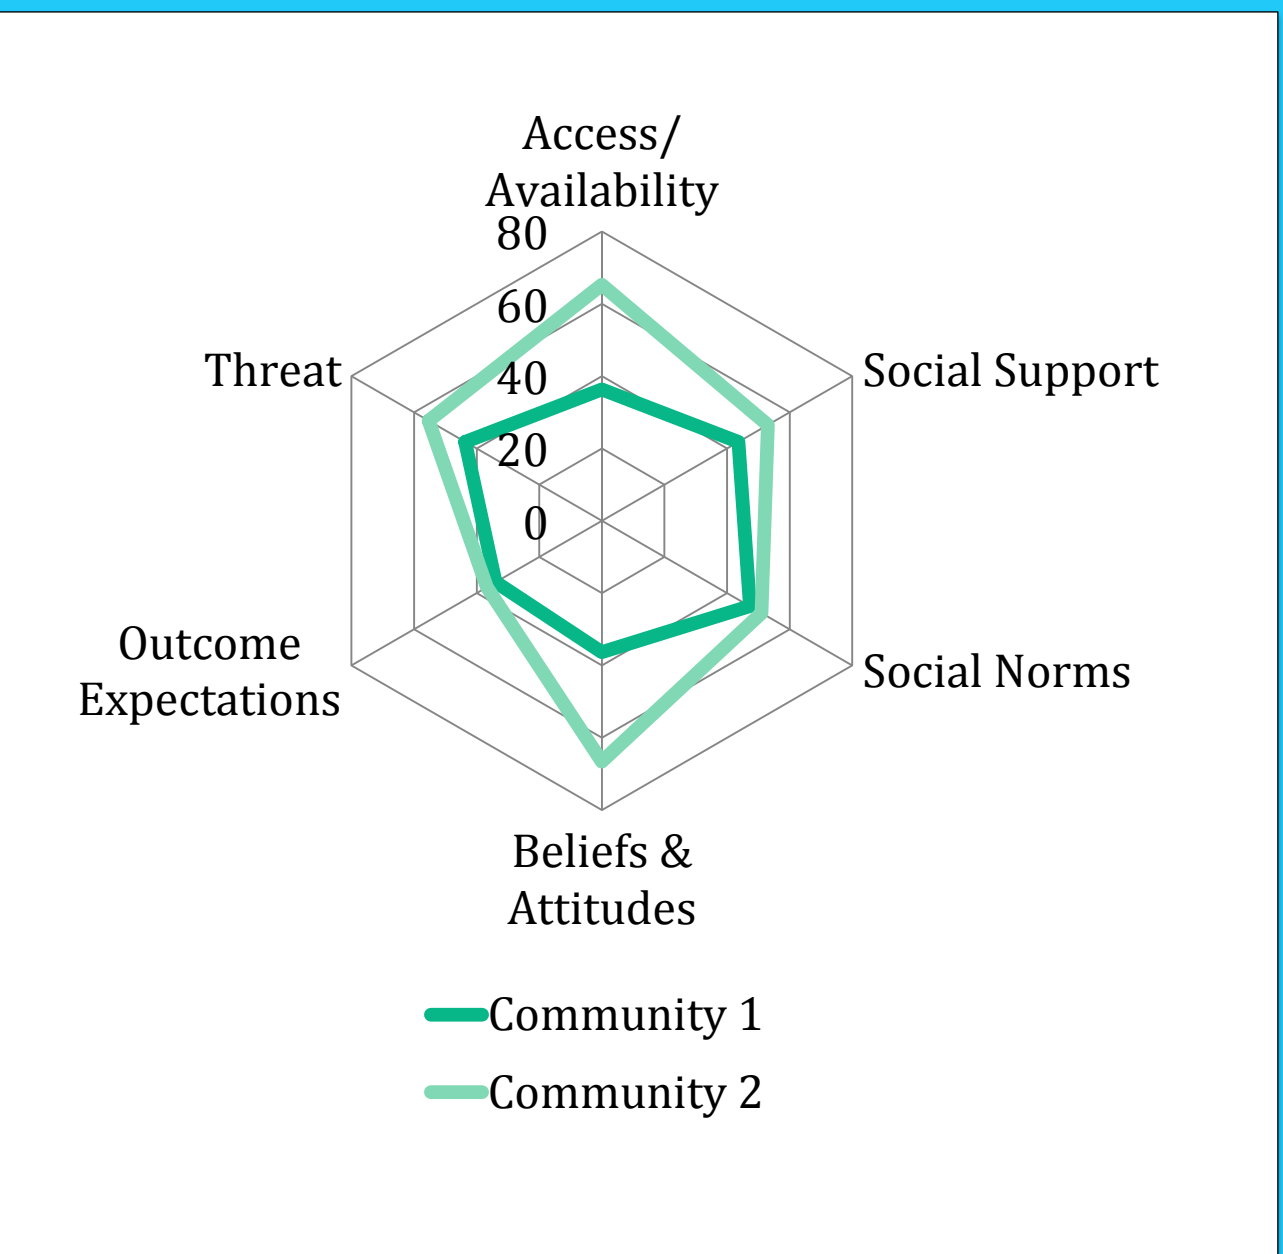 Access/
Availability
80
60
Threat
40
Social Support
20
0
Outcome
Expectations
Social Norms
Beliefs &
Attitudes
Community 1
Community 2